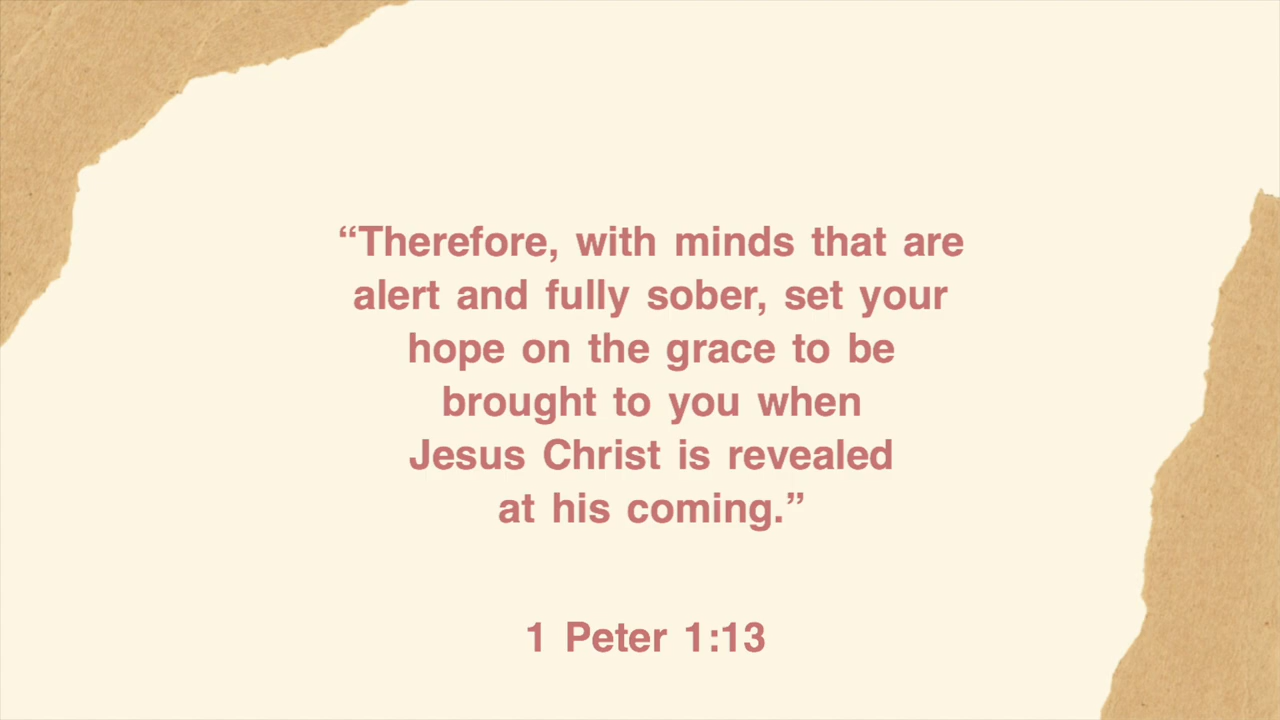 “Therefore, with minds that are
alert and fully sober, set your
hope on the grace to be
brought to you when
Jesus Christ is revealed
at his coming.”
1 Peter 1:13